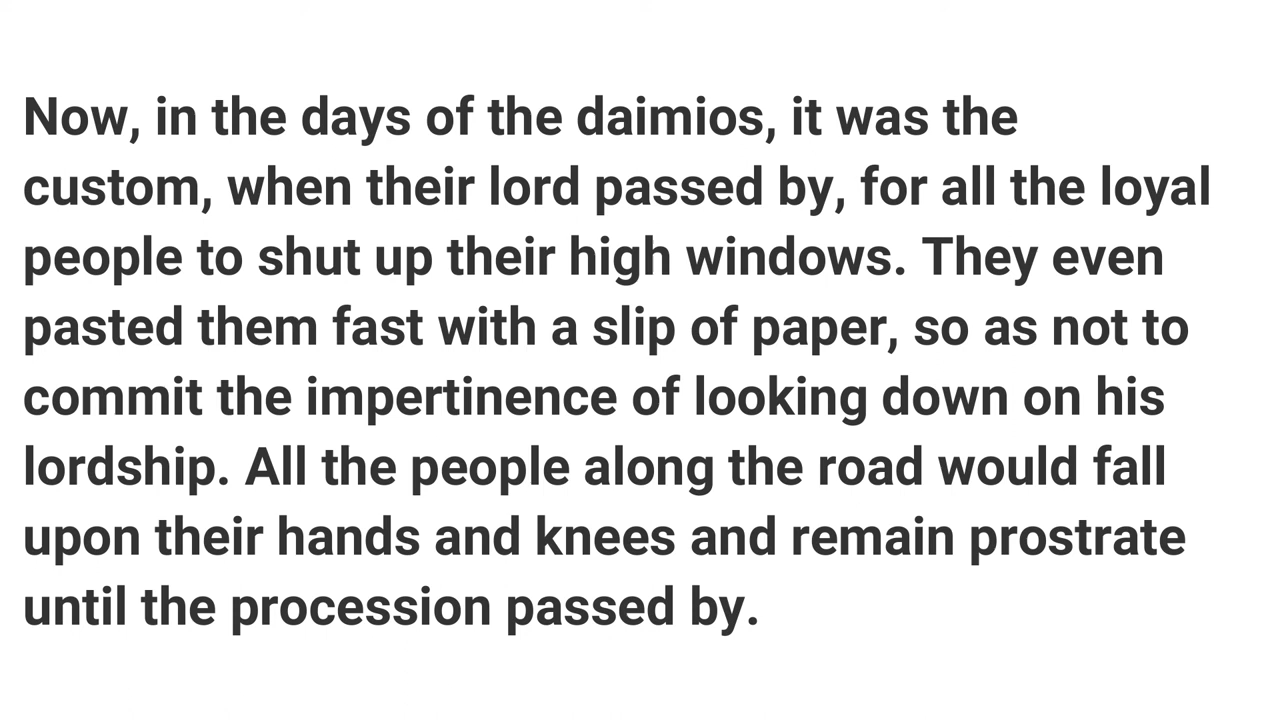 Now, in the days of the daimios, it was the
custom, when their lord passed by, for all the loyal
people to shut up their high windows. They even
pasted them fast with a slip of paper, so as not to
commit the impertinence of looking down on his
lordship. All the people along the road would fall
upon their hands and knees and remain prostrate
until the procession passed by.